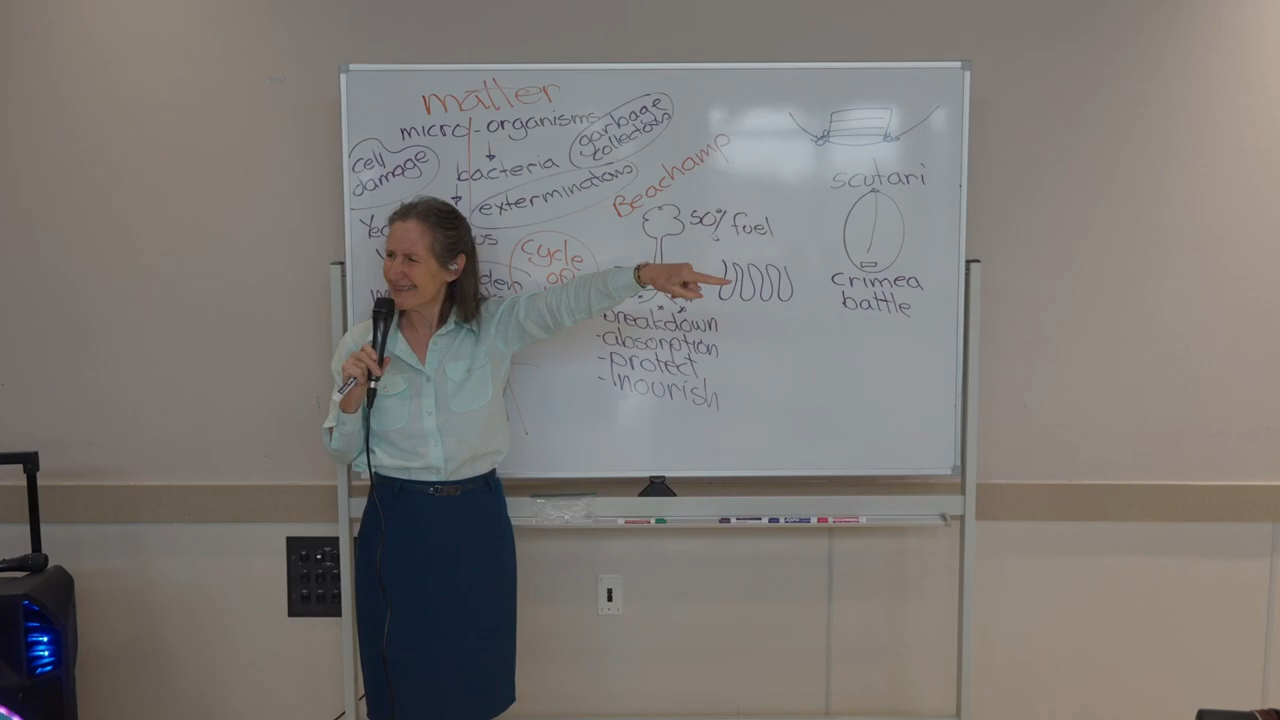 matter
micro-organisms
garbage
collectors
cell
damage
bacteria
exterminators
Beachamp
50% fuel
cycle
breakdown
-absorption
-protect
-nourish
scutari
crimea
battle